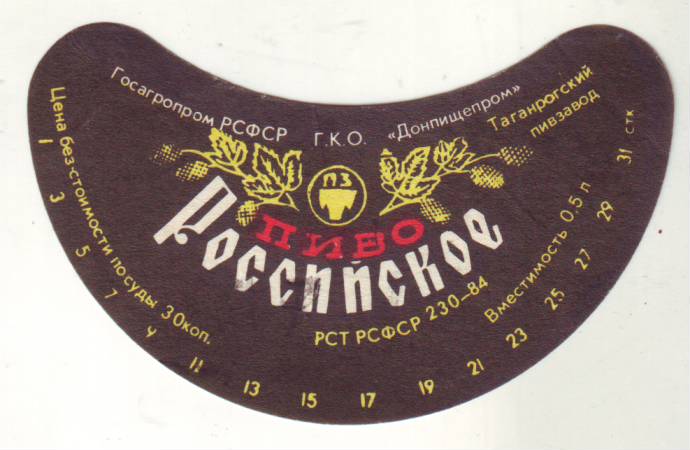 Госагропром РСФСР Г.К.О. «Донпищепром» Таганрогский
пивзавод
ПЗ
ПИВО
Российское
РСТ РСФСР 230-84
Цена без стоимости посуды 30коп.
Вместимость 0,5 л
1 3 5 7 9 11 13 15 17 19 21 23 25 27 29 31 стк